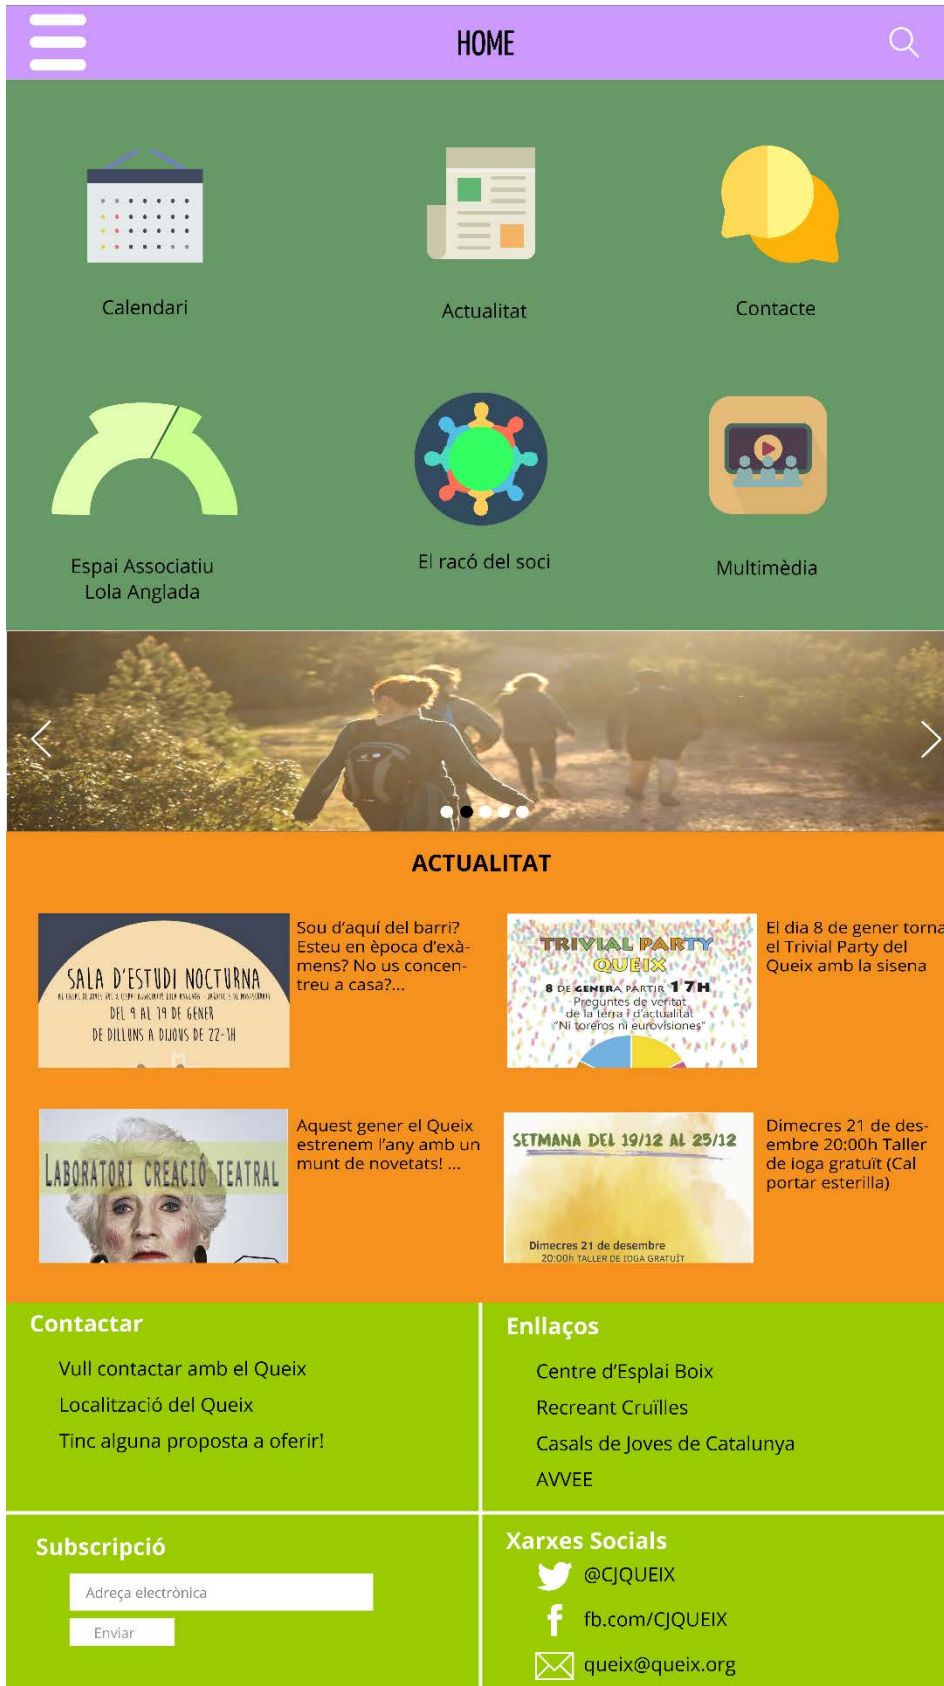 HOME
Calendari
Actualitat
Contacte
Espai Associatiu
Lola Anglada
El racó del soci
Multimèdia
ACTUALITAT
SALA D'ESTUDI NOCTURNA
DEL 9 AL 19 DE GENER
DE DILLUNS A DIJOUS DE 22-1H
Sou d'aquí del barri?
Esteu en època d'exà-
mens? No us concen-
treu a casa?...
TRIVIAL PARTY
QUEIX
8 DE GENERA PARTIR 17H
Preguntes de veritat
de la terra i d'actualitat
"Ni toreros ni eurovisiones"
El dia 8 de gener torna
el Trivial Party del
Queix amb la sisena
LABORATORI CREACIÓ TEATRAL
Aquest gener el Queix
estrenem l'any amb un
munt de novetats! ...
SETMANA DEL 19/12 AL 25/12
Dimecres 21 de desembre
20:00h TALLER DE IOGA GRATUÏT
Dimecres 21 de des-
embre 20:00h Taller
de ioga gratuït (Cal
portar esterilla)
Contactar
Vull contactar amb el Queix
Localització del Queix
Tinc alguna proposta a oferir!
Enllaços
Centre d'Esplai Boix
Recreant Cruïlles
Casals de Joves de Catalunya
AVVEE
Subscripció
Adreça electrònica
Enviar
Xarxes Socials
@CJQUEIX
fb.com/CJQUEIX
queix@queix.org